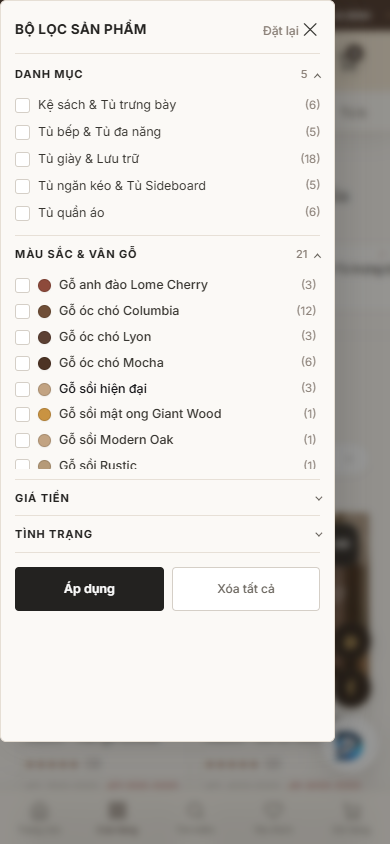 BỘ LỌC SẢN PHẨM
Đặt lại
DANH MỤC 5
Kệ sách & Tủ trưng bày (6)
Tủ bếp & Tủ đa năng (5)
Tủ giày & Lưu trữ (18)
Tủ ngăn kéo & Tủ Sideboard (5)
Tủ quần áo (6)
MÀU SẮC & VÂN GỖ 21
Gỗ anh đào Lome Cherry (3)
Gỗ óc chó Columbia (12)
Gỗ óc chó Lyon (3)
Gỗ óc chó Mocha (6)
Gỗ sồi hiện đại (3)
Gỗ sồi mật ong Giant Wood (1)
Gỗ sồi Modern Oak (1)
Gỗ sồi Rustic (1)
GIÁ TIỀN
TÌNH TRẠNG
Áp dụng
Xóa tất cả